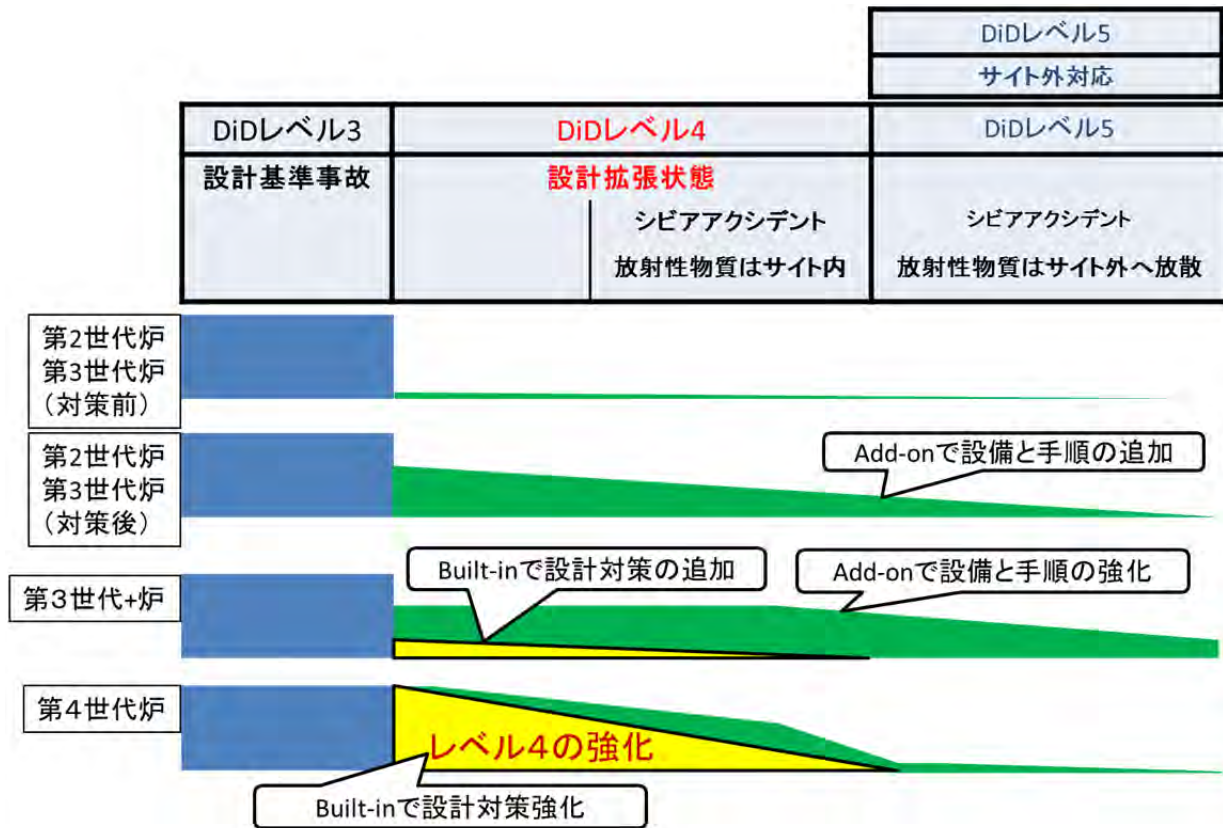 DiDレベル5
サイト外対応
DiDレベル3
DiDレベル4
DiDレベル5
設計基準事故
設計拡張状態
シビアアクシデント
放射性物質はサイト内
シビアアクシデント
放射性物質はサイト外へ放散
第2世代炉
第3世代炉
（対策前）
第2世代炉
第3世代炉
（対策後）
Add-onで設備と手順の追加
Built-inで設計対策の追加
Add-onで設備と手順の強化
第３世代+炉
第４世代炉
レベル４の強化
Built-inで設計対策強化